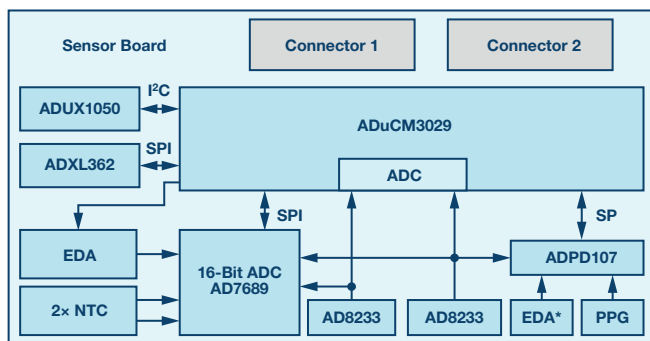 Sensor Board
Connector 1
Connector 2
I²C
ADUX1050
ADuCM3029
SPI
ADXL362
ADC
SPI
SP
EDA
16-Bit ADC
AD7689
ADPD107
2× NTC
AD8233
AD8233
EDA*
PPG